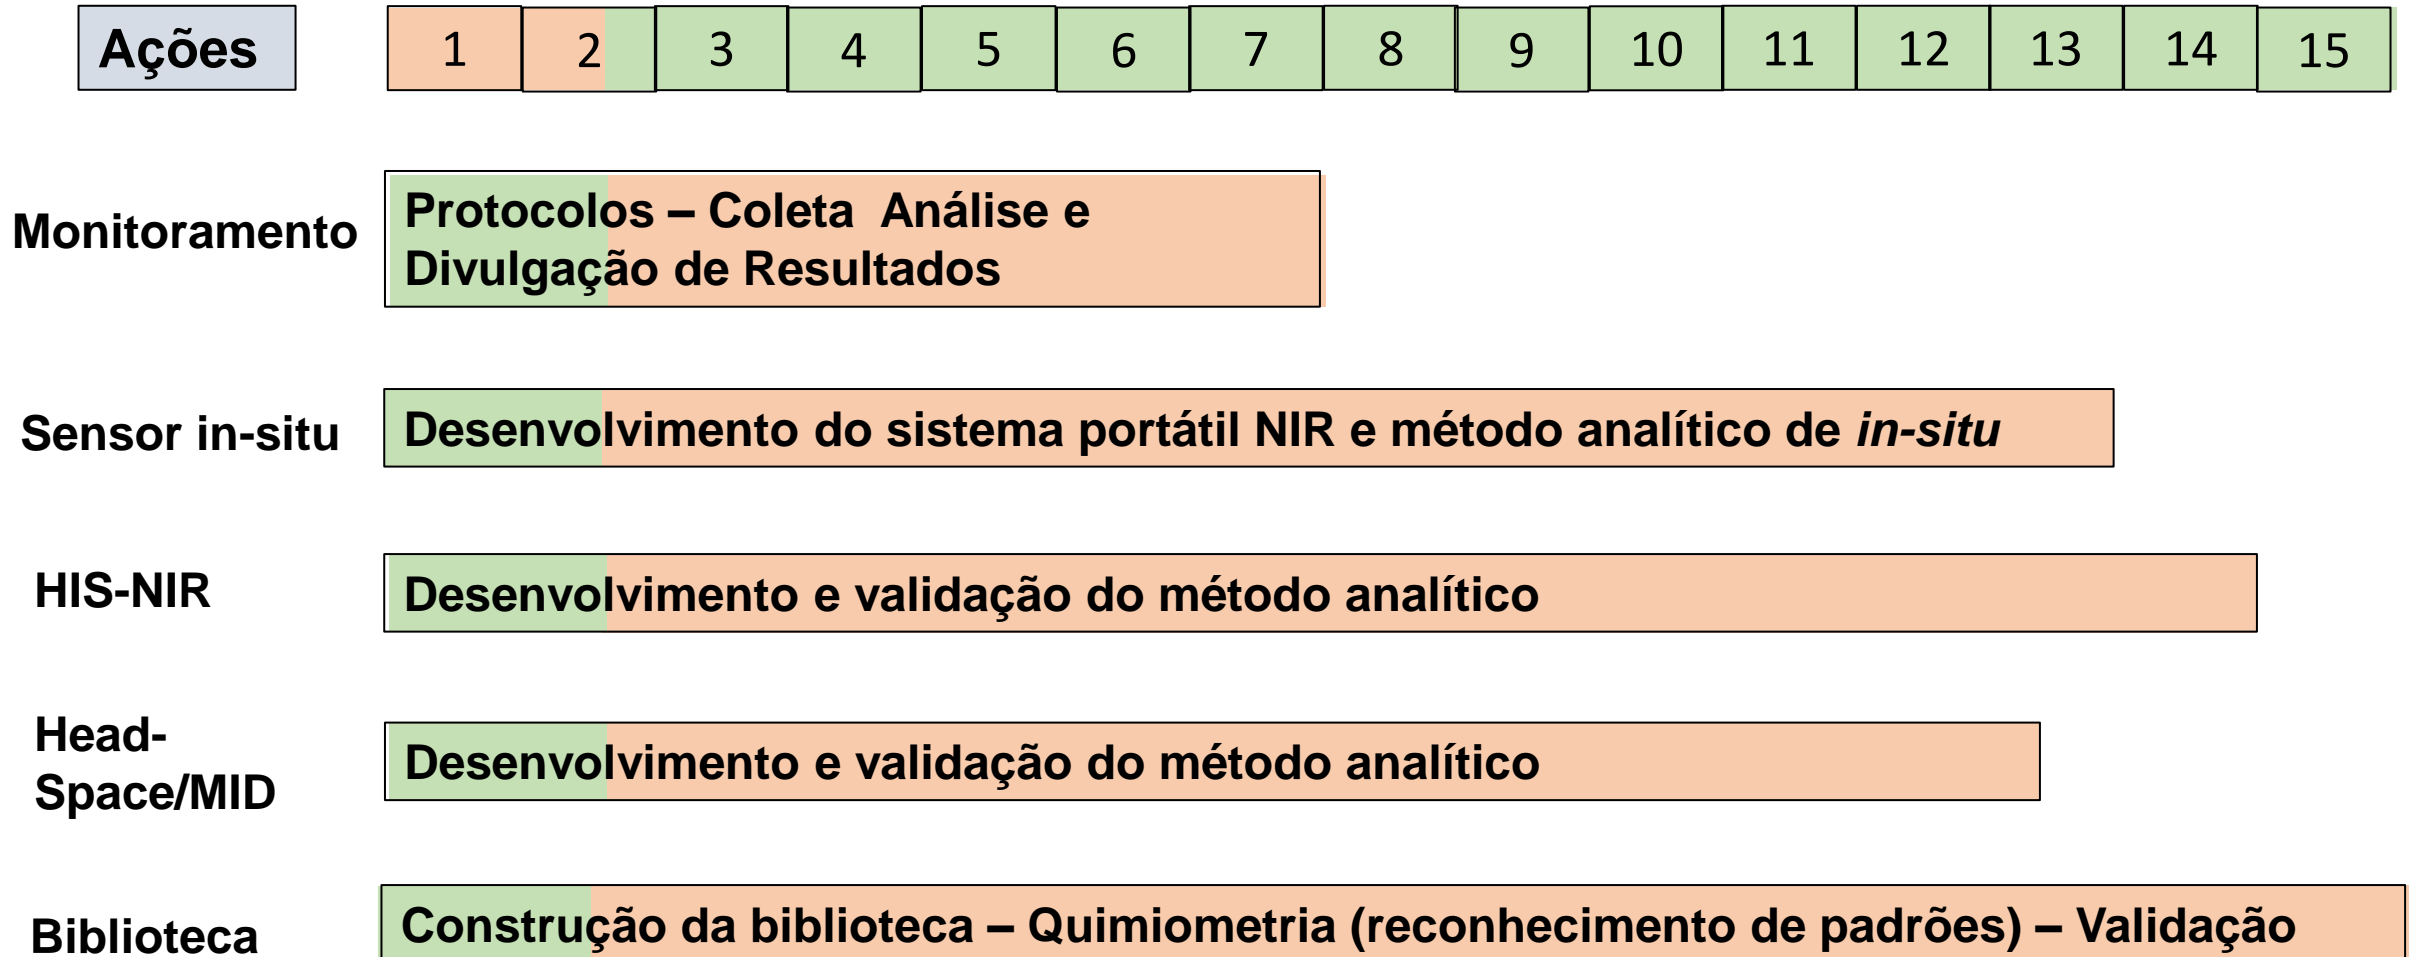 Ações 1 2 3 4 5 6 7 8 9 10 11 12 13 14 15
Monitoramento
Protocolos – Coleta Análise e
Divulgação de Resultados
Sensor in-situ
Desenvolvimento do sistema portátil NIR e método analítico de in-situ
HIS-NIR
Desenvolvimento e validação do método analítico
Head-
Space/MID
Desenvolvimento e validação do método analítico
Biblioteca
Construção da biblioteca – Quimiometria (reconhecimento de padrões) – Validação